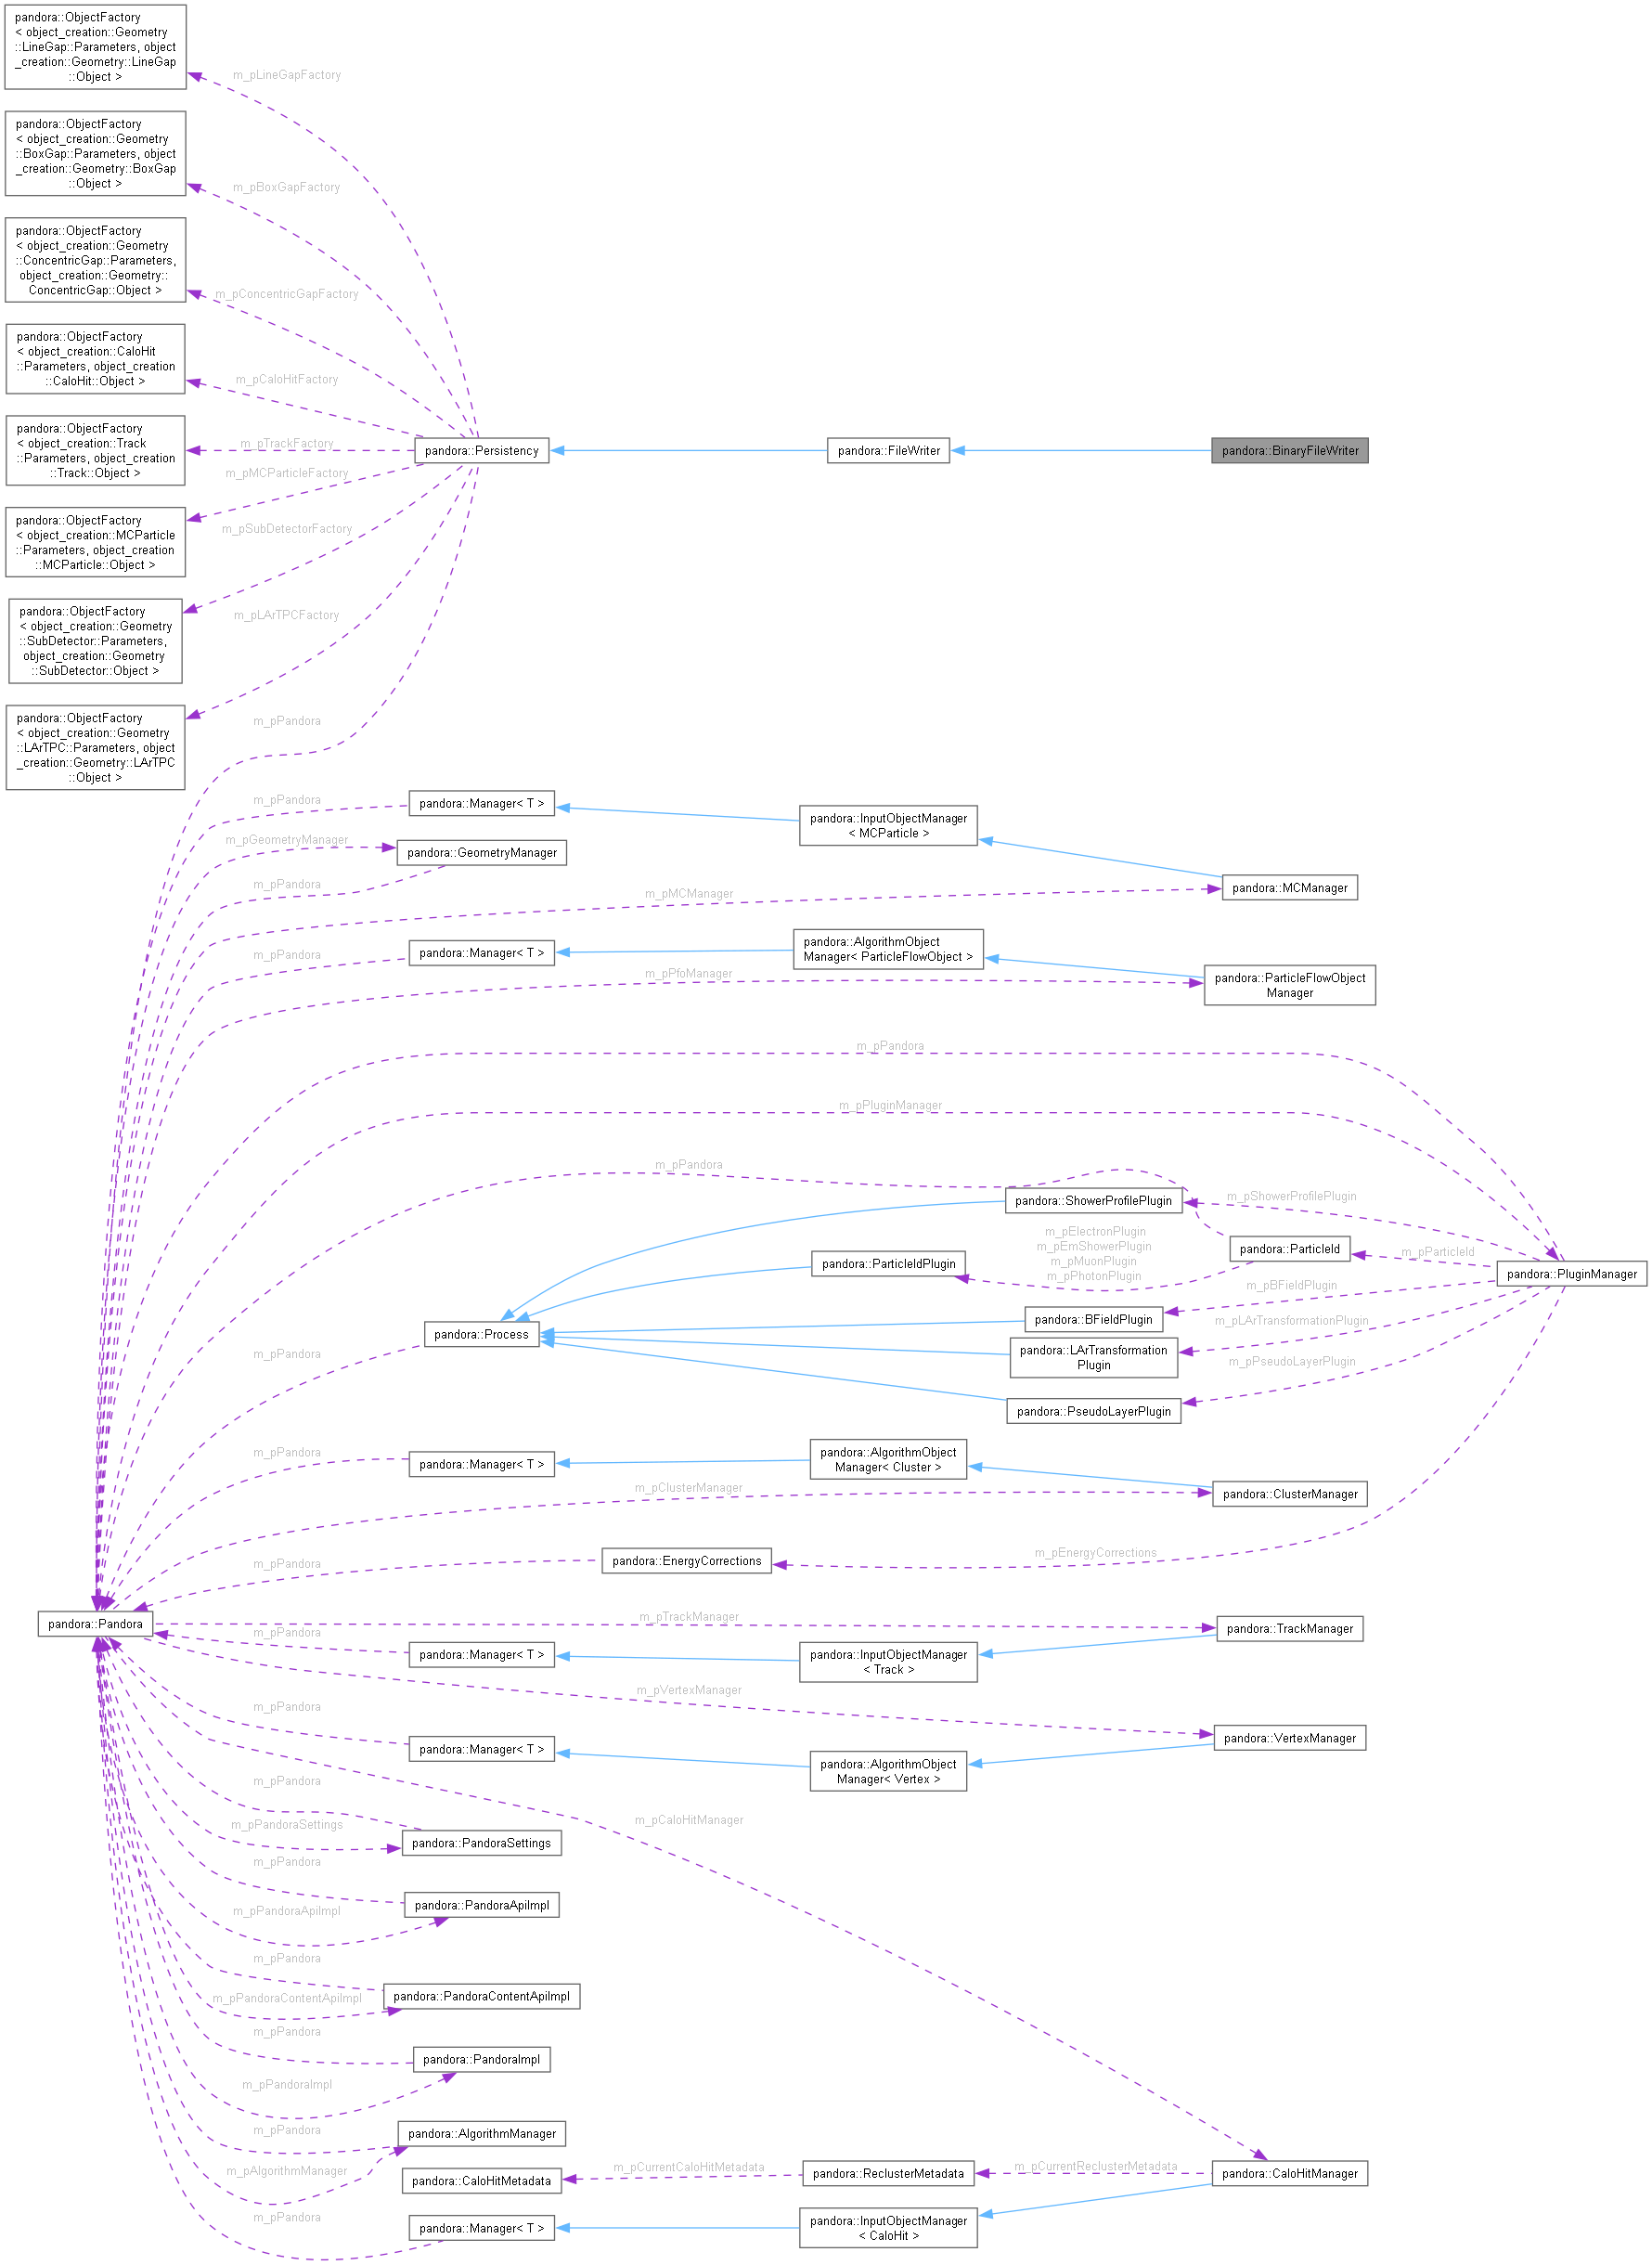 pandora::ObjectFactory
< object_creation::Geometry
::LineGap::Parameters, object
_creation::Geometry::LineGap
::Object >
m_pLineGapFactory
pandora::ObjectFactory
< object_creation::Geometry
::BoxGap::Parameters, object
_creation::Geometry::BoxGap
::Object >
m_pBoxGapFactory
pandora::ObjectFactory
< object_creation::Geometry
::ConcentricGap::Parameters,
object_creation::Geometry::
ConcentricGap::Object >
m_pConcentricGapFactory
pandora::ObjectFactory
< object_creation::CaloHit
::Parameters, object_creation
::CaloHit::Object >
m_pCaloHitFactory
pandora::ObjectFactory
< object_creation::Track
::Parameters, object_creation
::Track::Object >
m_pTrackFactory
pandora::Persistency
pandora::FileWriter
pandora::BinaryFileWriter
m_pMCParticleFactory
pandora::ObjectFactory
< object_creation::MCParticle
::Parameters, object_creation
::MCParticle::Object >
m_pSubDetectorFactory
pandora::ObjectFactory
< object_creation::Geometry
::SubDetector::Parameters,
object_creation::Geometry
::SubDetector::Object >
m_pLArTPCFactory
pandora::ObjectFactory
< object_creation::Geometry
::LArTPC::Parameters, object
_creation::Geometry::LArTPC
::Object >
m_pPandora
m_pPandora
pandora::Manager< T >
pandora::InputObjectManager
< MCParticle >
m_pGeometryManager
pandora::GeometryManager
m_pPandora
m_pMCManager
pandora::MCManager
m_pPandora
pandora::Manager< T >
pandora::AlgorithmObject
Manager< ParticleFlowObject >
m_pPfoManager
pandora::ParticleFlowObject
Manager
m_pPandora
m_pPluginManager
m_pPandora
pandora::ShowerProfilePlugin
m_pShowerProfilePlugin
m_pElectronPlugin
m_pEmShowerPlugin
m_pMuonPlugin
m_pPhotonPlugin
pandora::ParticleId
m_pParticleId
pandora::ParticleIdPlugin
pandora::PluginManager
m_pBFieldPlugin
pandora::BFieldPlugin
m_pLArTransformationPlugin
pandora::Process
m_pPandora
pandora::LArTransformation
Plugin
m_pPseudoLayerPlugin
pandora::PseudoLayerPlugin
m_pPandora
pandora::Manager< T >
pandora::AlgorithmObject
Manager< Cluster >
m_pClusterManager
pandora::ClusterManager
m_pPandora
pandora::EnergyCorrections
m_pEnergyCorrections
pandora::Pandora
m_pTrackManager
pandora::TrackManager
m_pPandora
pandora::Manager< T >
pandora::InputObjectManager
< Track >
m_pVertexManager
pandora::VertexManager
m_pPandora
pandora::Manager< T >
pandora::AlgorithmObject
Manager< Vertex >
m_pPandora
m_pPandoraSettings
pandora::PandoraSettings
m_pCaloHitManager
m_pPandora
pandora::PandoraApiImpl
m_pPandoraApiImpl
m_pPandora
pandora::PandoraContentApiImpl
m_pPandoraContentApiImpl
m_pPandora
pandora::PandoraImpl
m_pPandoraImpl
m_pPandora
pandora::AlgorithmManager
m_pAlgorithmManager
pandora::CaloHitMetadata
m_pCurrentCaloHitMetadata
pandora::ReclusterMetadata
m_pCurrentReclusterMetadata
pandora::CaloHitManager
m_pPandora
pandora::Manager< T >
pandora::InputObjectManager
< CaloHit >